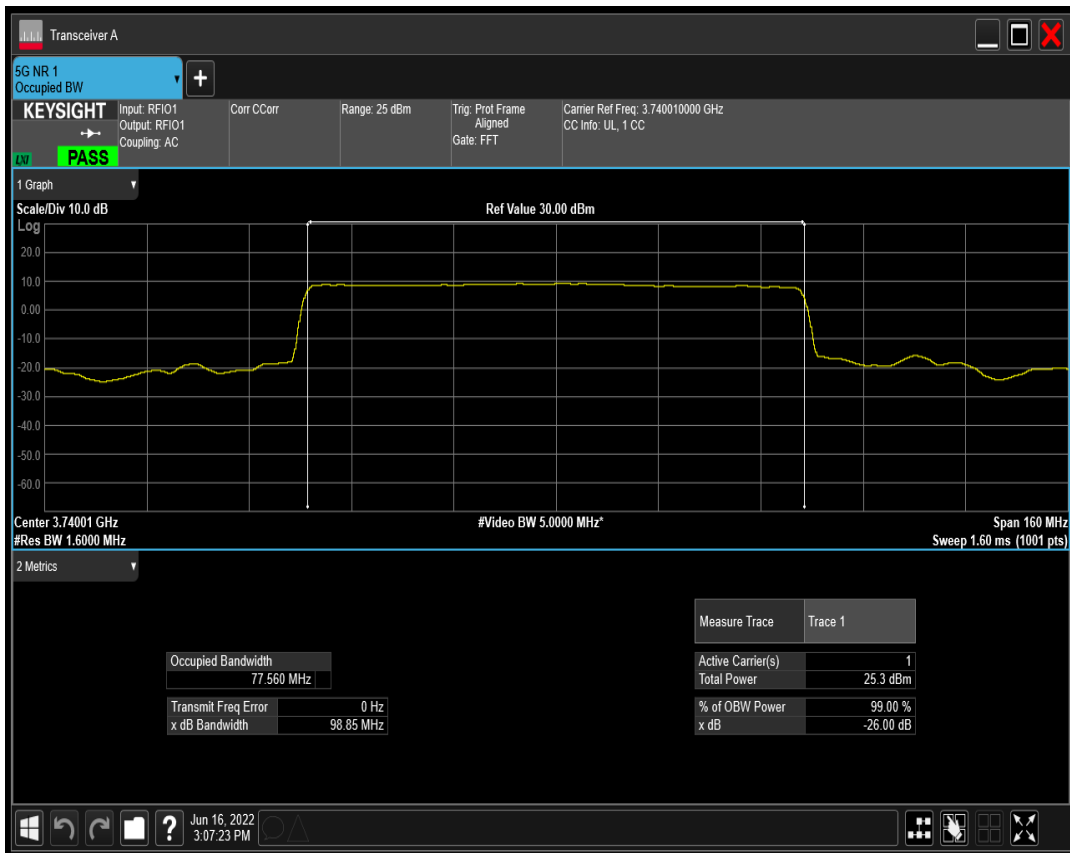 Transceiver A
5G NR 1
Occupied BW
+
KEYSIGHT
LXI
PASS
Input: RFIO1
Output: RFIO1
Coupling: AC
Corr CCorr
Range: 25 dBm
Trig: Prot Frame
Aligned
Gate: FFT
Carrier Ref Freq: 3.740010000 GHz
CC Info: UL, 1 CC
1 Graph
Scale/Div 10.0 dB
Ref Value 30.00 dBm
Log
20.0
10.0
0.00
-10.0
-20.0
-30.0
-40.0
-50.0
-60.0
Center 3.74001 GHz
#Video BW 5.0000 MHz*
Span 160 MHz
#Res BW 1.6000 MHz
Sweep 1.60 ms (1001 pts)
2 Metrics
Measure Trace Trace 1
Occupied Bandwidth
77.560 MHz
Active Carrier(s) 1
Total Power 25.3 dBm
Transmit Freq Error 0 Hz
x dB Bandwidth 98.85 MHz
% of OBW Power 99.00 %
x dB -26.00 dB
?
Jun 16, 2022
3:07:23 PM